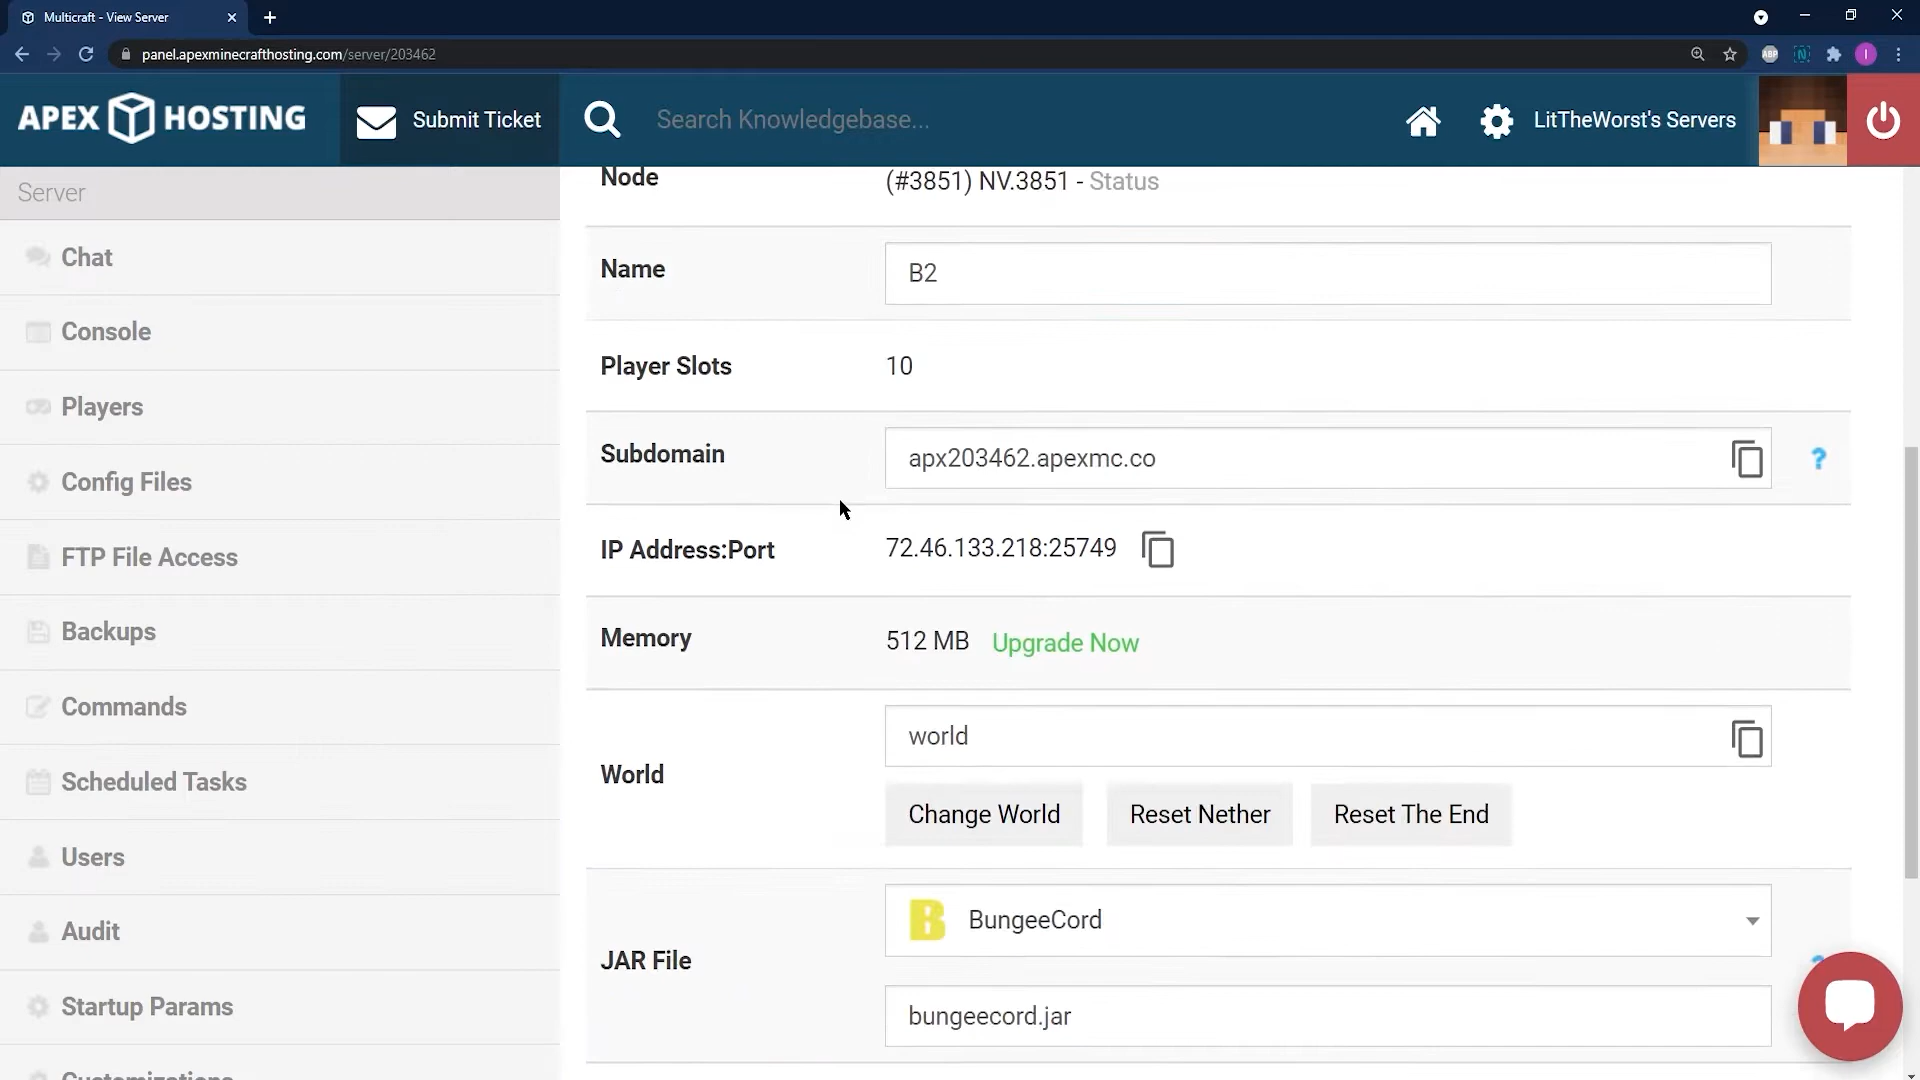 Multicraft - View Server
panel.apexminecrafthosting.com/server/203462
ABP
N
I
APEX HOSTING
Submit Ticket
Search Knowledgebase...
LitTheWorst's Servers
Server
Chat
Console
Players
Config Files
FTP File Access
Backups
Commands
Scheduled Tasks
Users
Audit
Startup Params
Customizations
Node (#3851) NV.3851 - Status
Name B2
Player Slots 10
Subdomain apx203462.apexmc.co ?
IP Address:Port 72.46.133.218:25749
Memory 512 MB Upgrade Now
World world
Change World Reset Nether Reset The End
JAR File B BungeeCord
bungeecord.jar